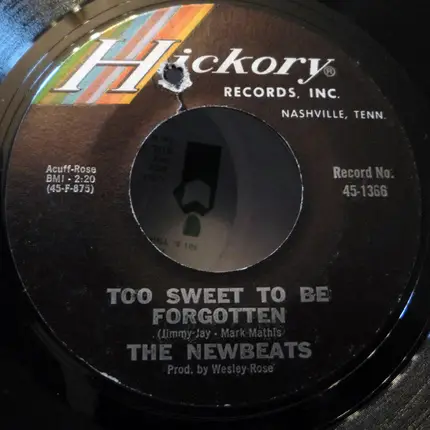 Hickory®
RECORDS, INC.
NASHVILLE, TENN.
Acuff-Rose
BMI - 2:20
(45-F-875)
Record No.
45-1366
TOO SWEET TO BE
FORGOTTEN
(Jimmy Jay - Mark Mathis)
THE NEWBEATS
Prod. by Wesley Rose